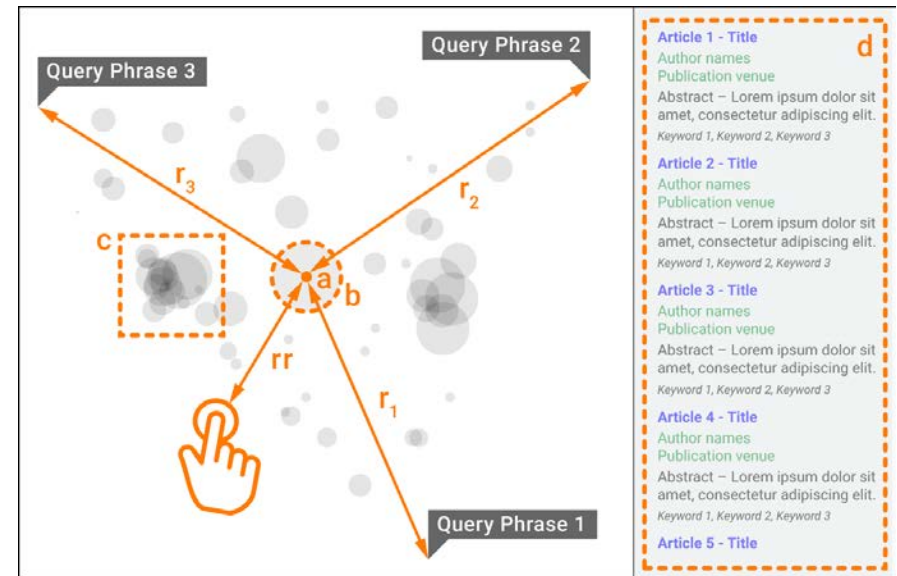 Query Phrase 2
Query Phrase 3
r3
r2
c
a
b
rr
r1
Query Phrase 1
d
Article 1 - Title
Author names
Publication venue
Abstract – Lorem ipsum dolor sit
amet, consectetur adipiscing elit.
Keyword 1, Keyword 2, Keyword 3
Article 2 - Title
Author names
Publication venue
Abstract – Lorem ipsum dolor sit
amet, consectetur adipiscing elit.
Keyword 1, Keyword 2, Keyword 3
Article 3 - Title
Author names
Publication venue
Abstract – Lorem ipsum dolor sit
amet, consectetur adipiscing elit.
Keyword 1, Keyword 2, Keyword 3
Article 4 - Title
Author names
Publication venue
Abstract – Lorem ipsum dolor sit
amet, consectetur adipiscing elit.
Keyword 1, Keyword 2, Keyword 3
Article 5 - Title